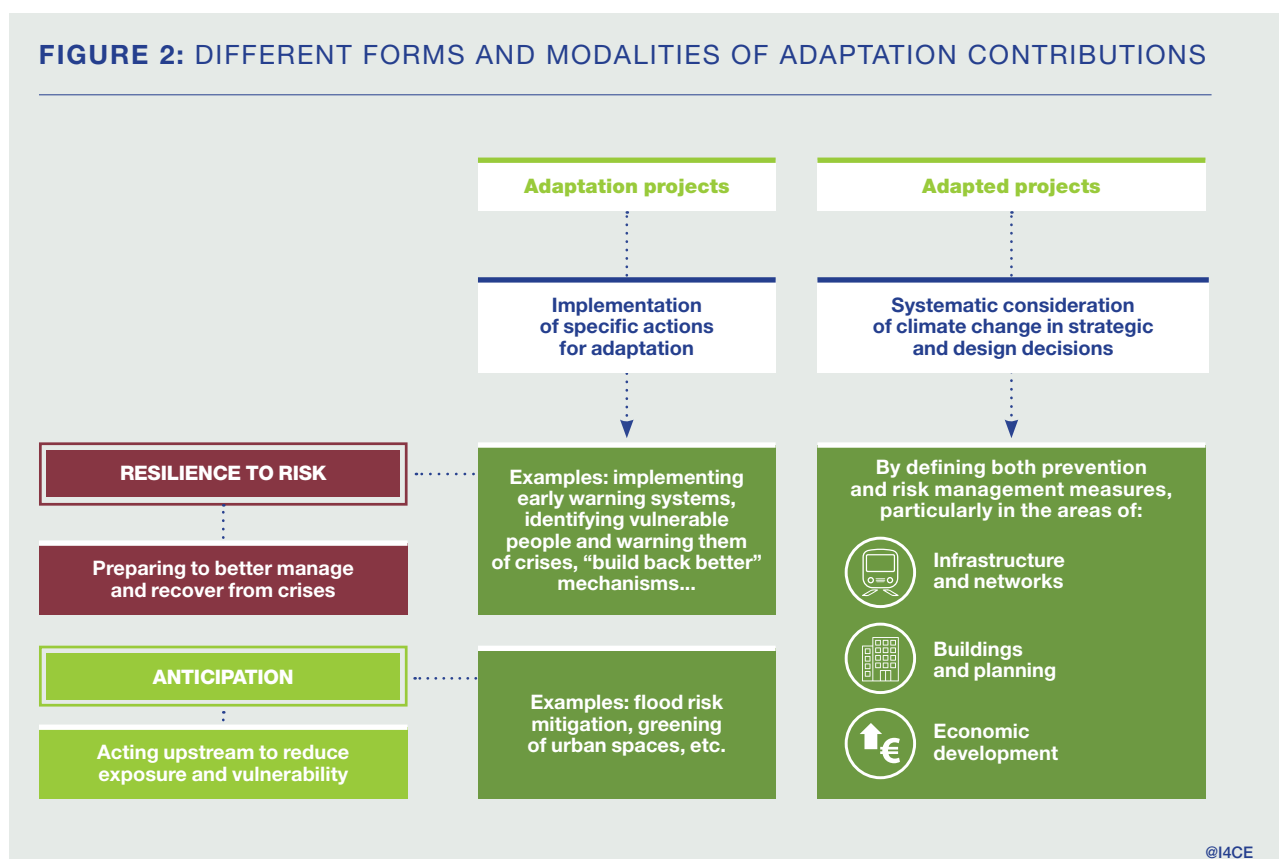 FIGURE 2: DIFFERENT FORMS AND MODALITIES OF ADAPTATION CONTRIBUTIONS
Adaptation projects
Adapted projects
Implementation
of specific actions
for adaptation
Systematic consideration
of climate change in strategic
and design decisions
RESILIENCE TO RISK
Preparing to better manage
and recover from crises
Examples: implementing
early warning systems,
identifying vulnerable
people and warning them
of crises, “build back better”
mechanisms...
By defining both prevention
and risk management measures,
particularly in the areas of:
Infrastructure
and networks
Buildings
and planning
€
Economic
development
ANTICIPATION
Acting upstream to reduce
exposure and vulnerability
Examples: flood risk
mitigation, greening
of urban spaces, etc.
@I4CE